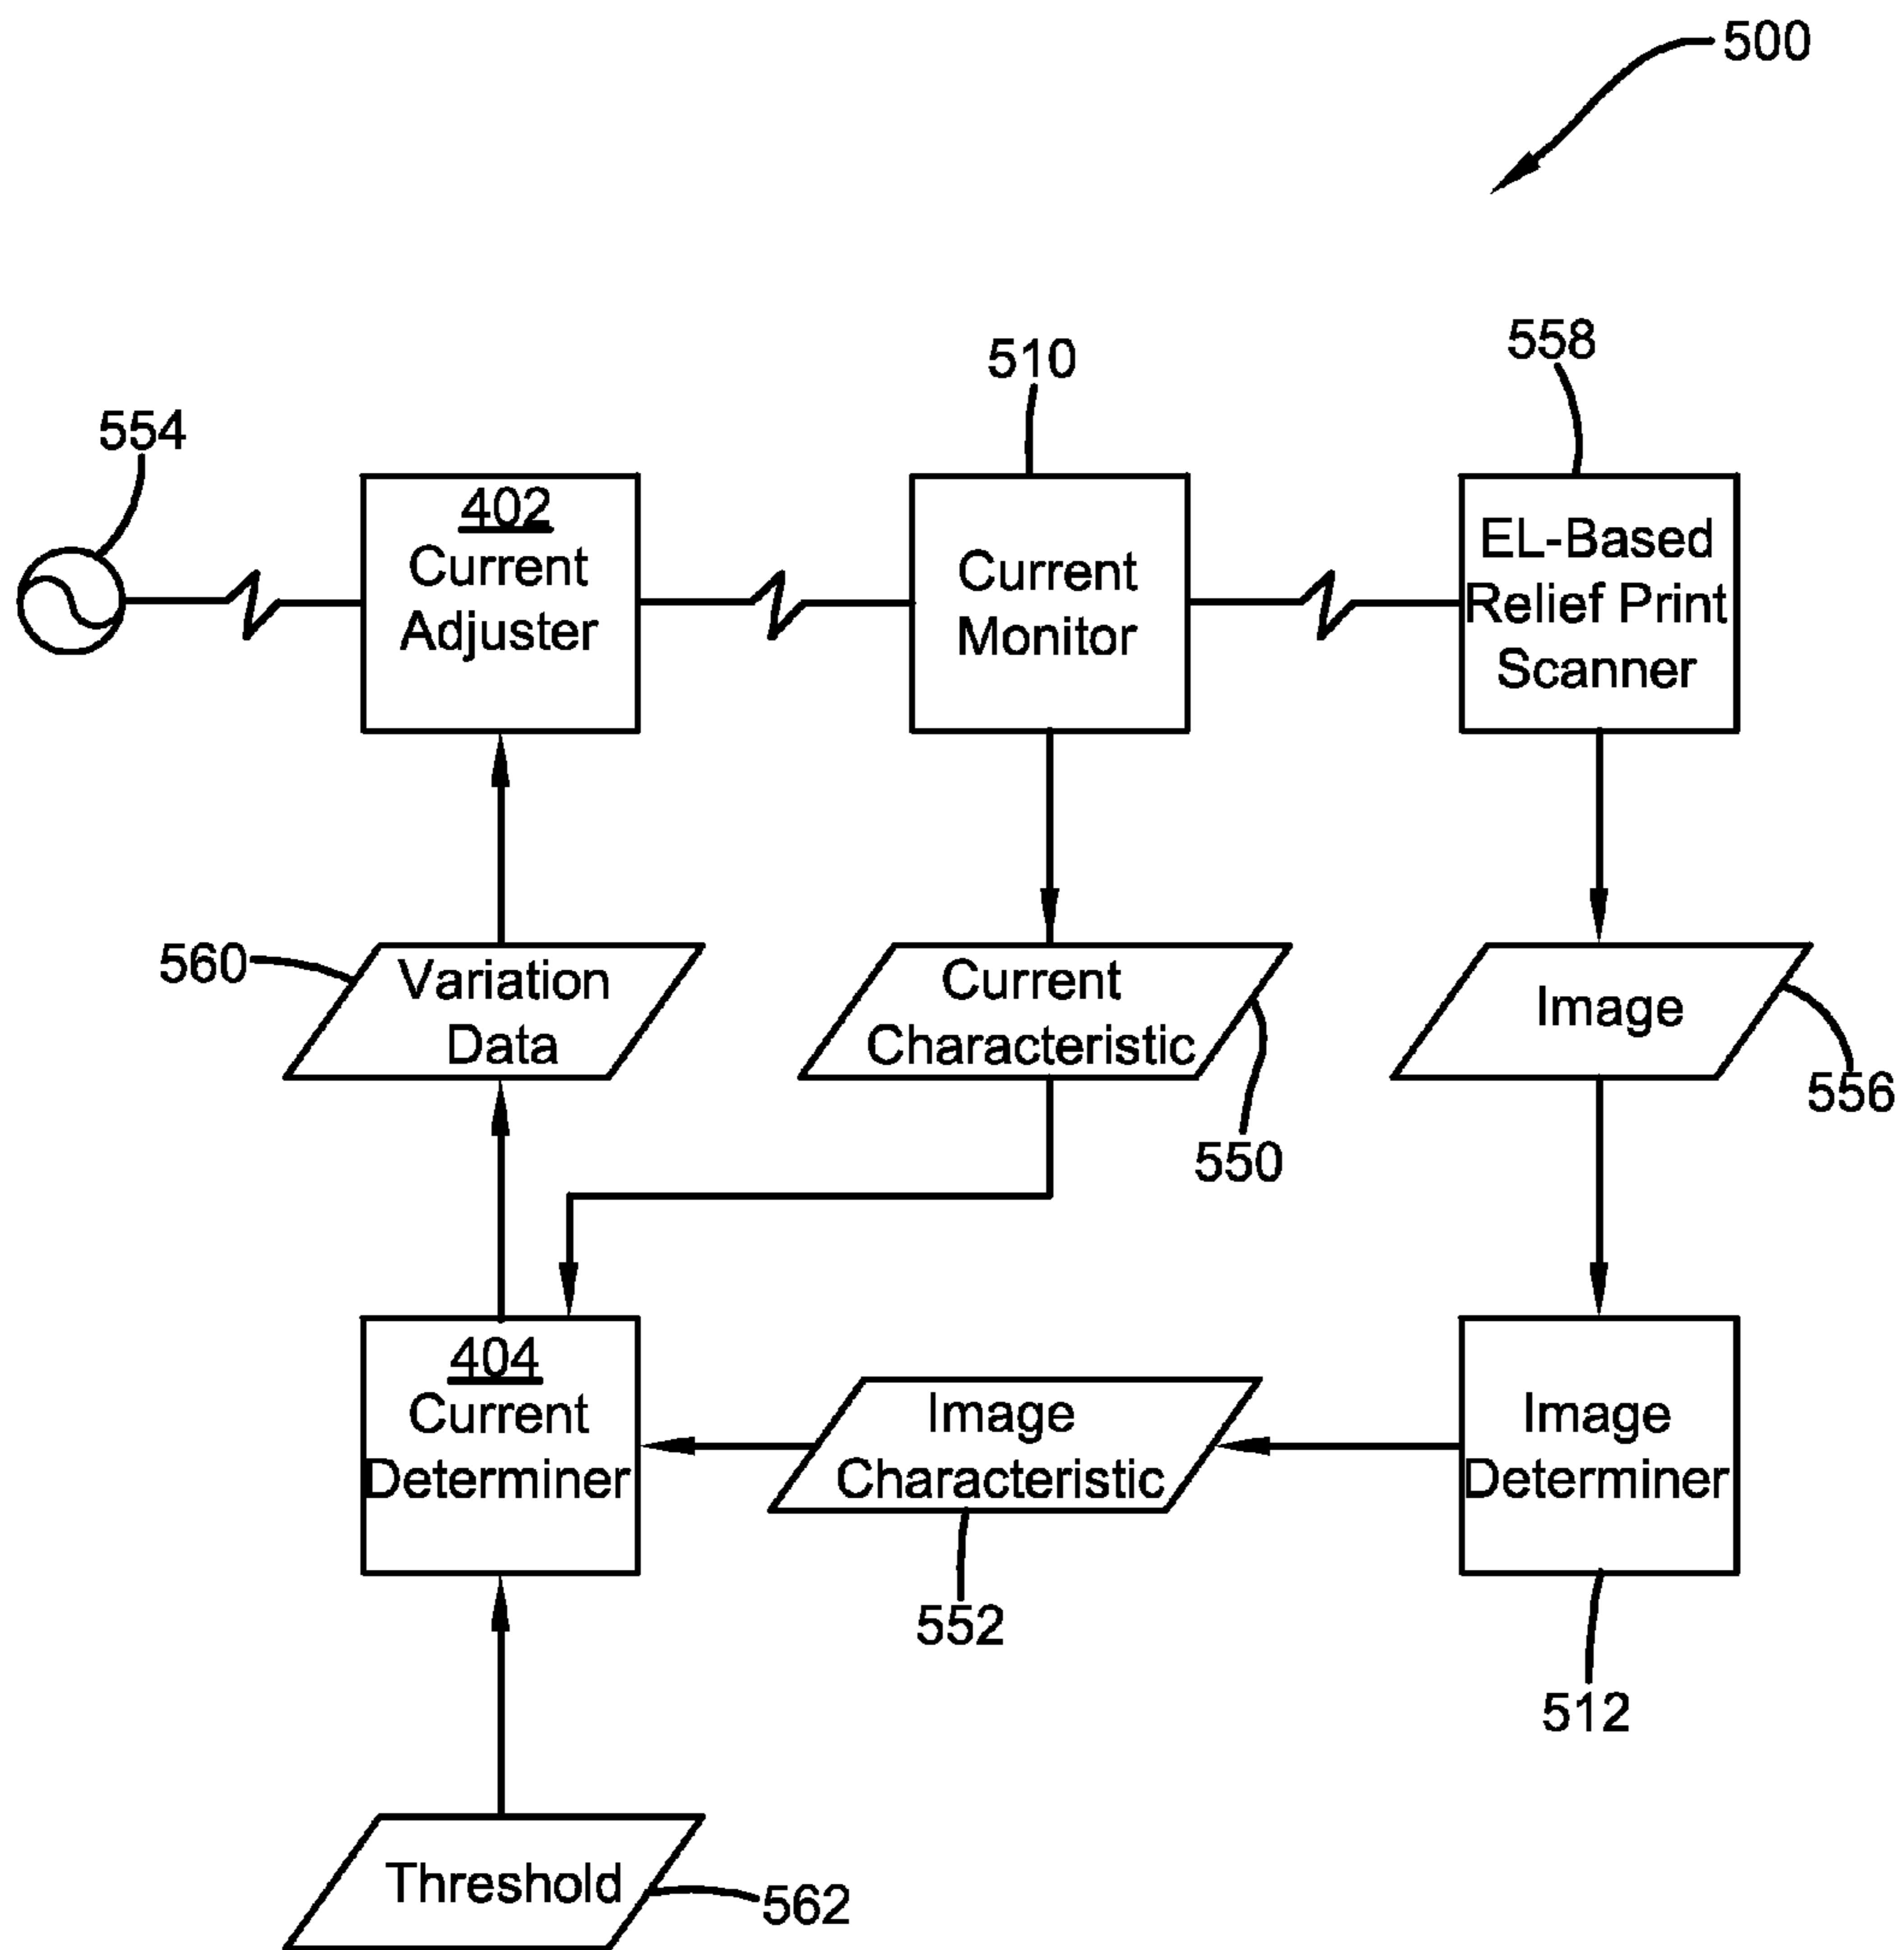 500
510
558
554
402
Current
Adjuster
Current
Monitor
EL-Based
Relief Print
Scanner
560
Variation
Data
Current
Characteristic
Image
556
550
404
Current
Determiner
Image
Characteristic
Image
Determiner
552
512
Threshold
562